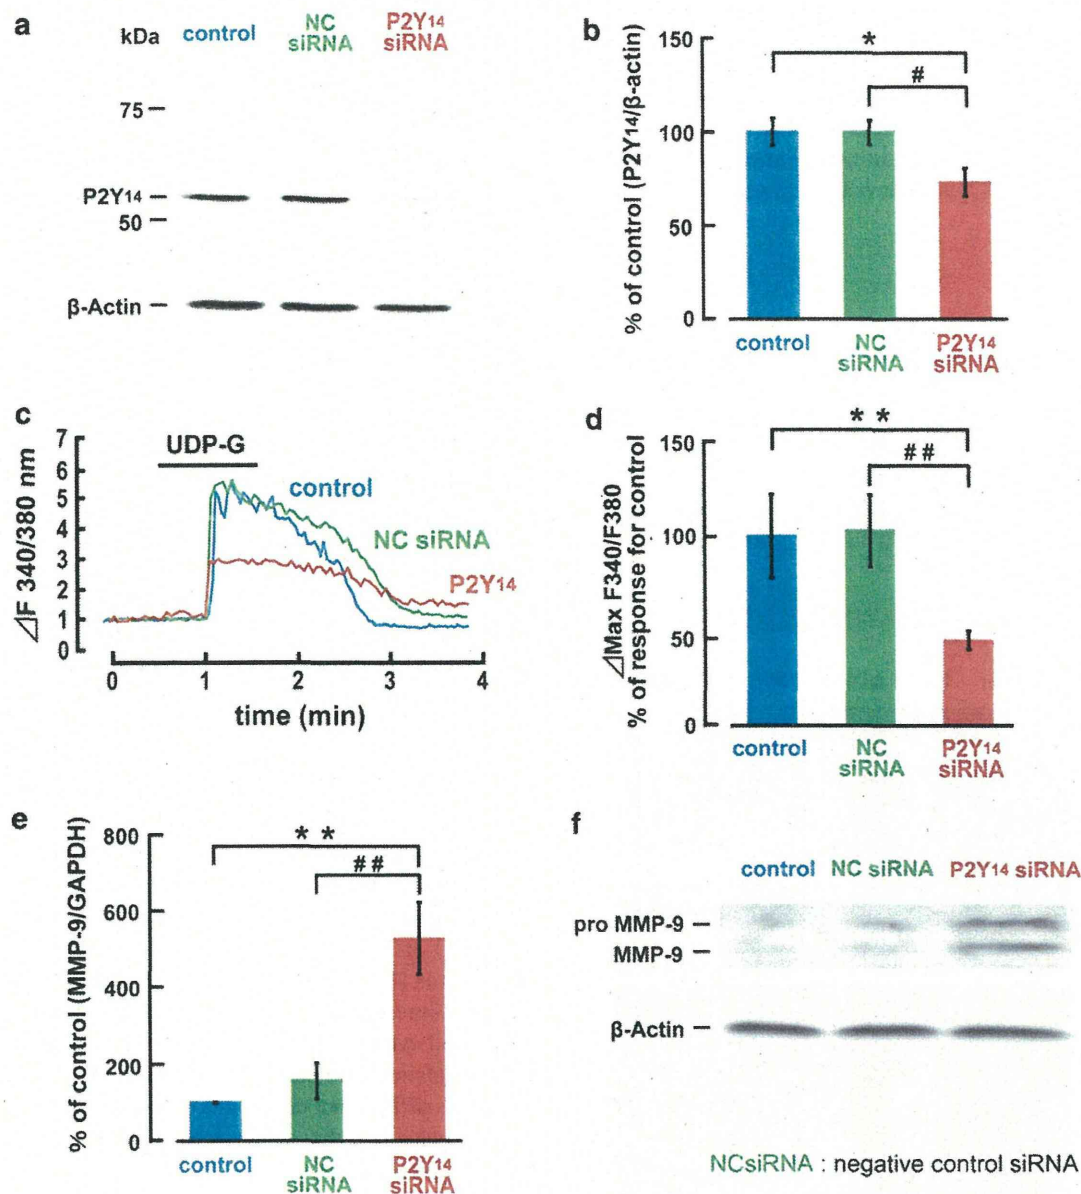 a
kDa
control
NC
siRNA
P2Y14
siRNA
75
P2Y14
50
β-Actin
b
% of control (P2Y14/β-actin)
150
100
50
0
*
#
control
NC
siRNA
P2Y14
siRNA
c
⊿F 340/380 nm
7
6
5
4
3
2
1
0
UDP-G
control
NC siRNA
P2Y14
0 1 2 3 4
time (min)
d
⊿Max F340/F380
% of response for control
150
100
50
0
* *
# #
control
NC
siRNA
P2Y14
siRNA
e
% of control (MMP-9/GAPDH)
800
600
400
200
0
* *
# #
control
NC
siRNA
P2Y14
siRNA
f
control NC siRNA P2Y14 siRNA
pro MMP-9
MMP-9
β-Actin
NCsiRNA : negative control siRNA